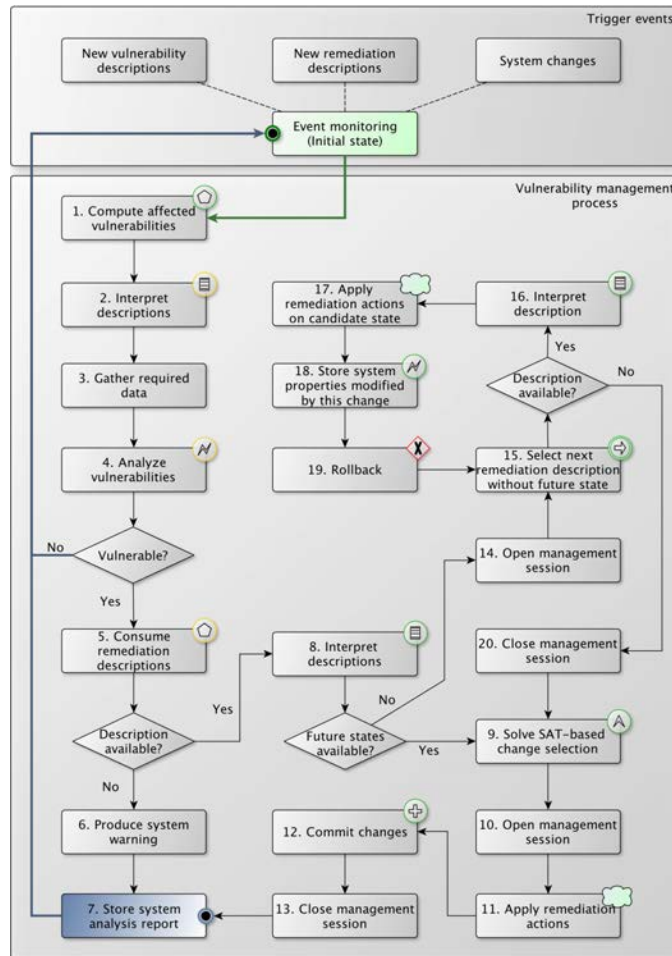 Trigger events
New vulnerability
descriptions
New remediation
descriptions
System changes
Event monitoring
(Initial state)
Vulnerability management
process
1. Compute affected
vulnerabilities
2. Interpret
descriptions
3. Gather required
data
4. Analyze
vulnerabilities
Vulnerable?
No
Yes
5. Consume
remediation
descriptions
Description
available?
Yes
No
6. Produce system
warning
7. Store system
analysis report
8. Interpret
descriptions
Future states
available?
No
Yes
9. Solve SAT-based
change selection
10. Open management
session
11. Apply remediation
actions
12. Commit changes
13. Close management
session
14. Open management
session
15. Select next
remediation description
without future state
Description
available?
Yes
No
16. Interpret
description
17. Apply
remediation actions
on candidate state
18. Store system
properties modified
by this change
19. Rollback
20. Close management
session